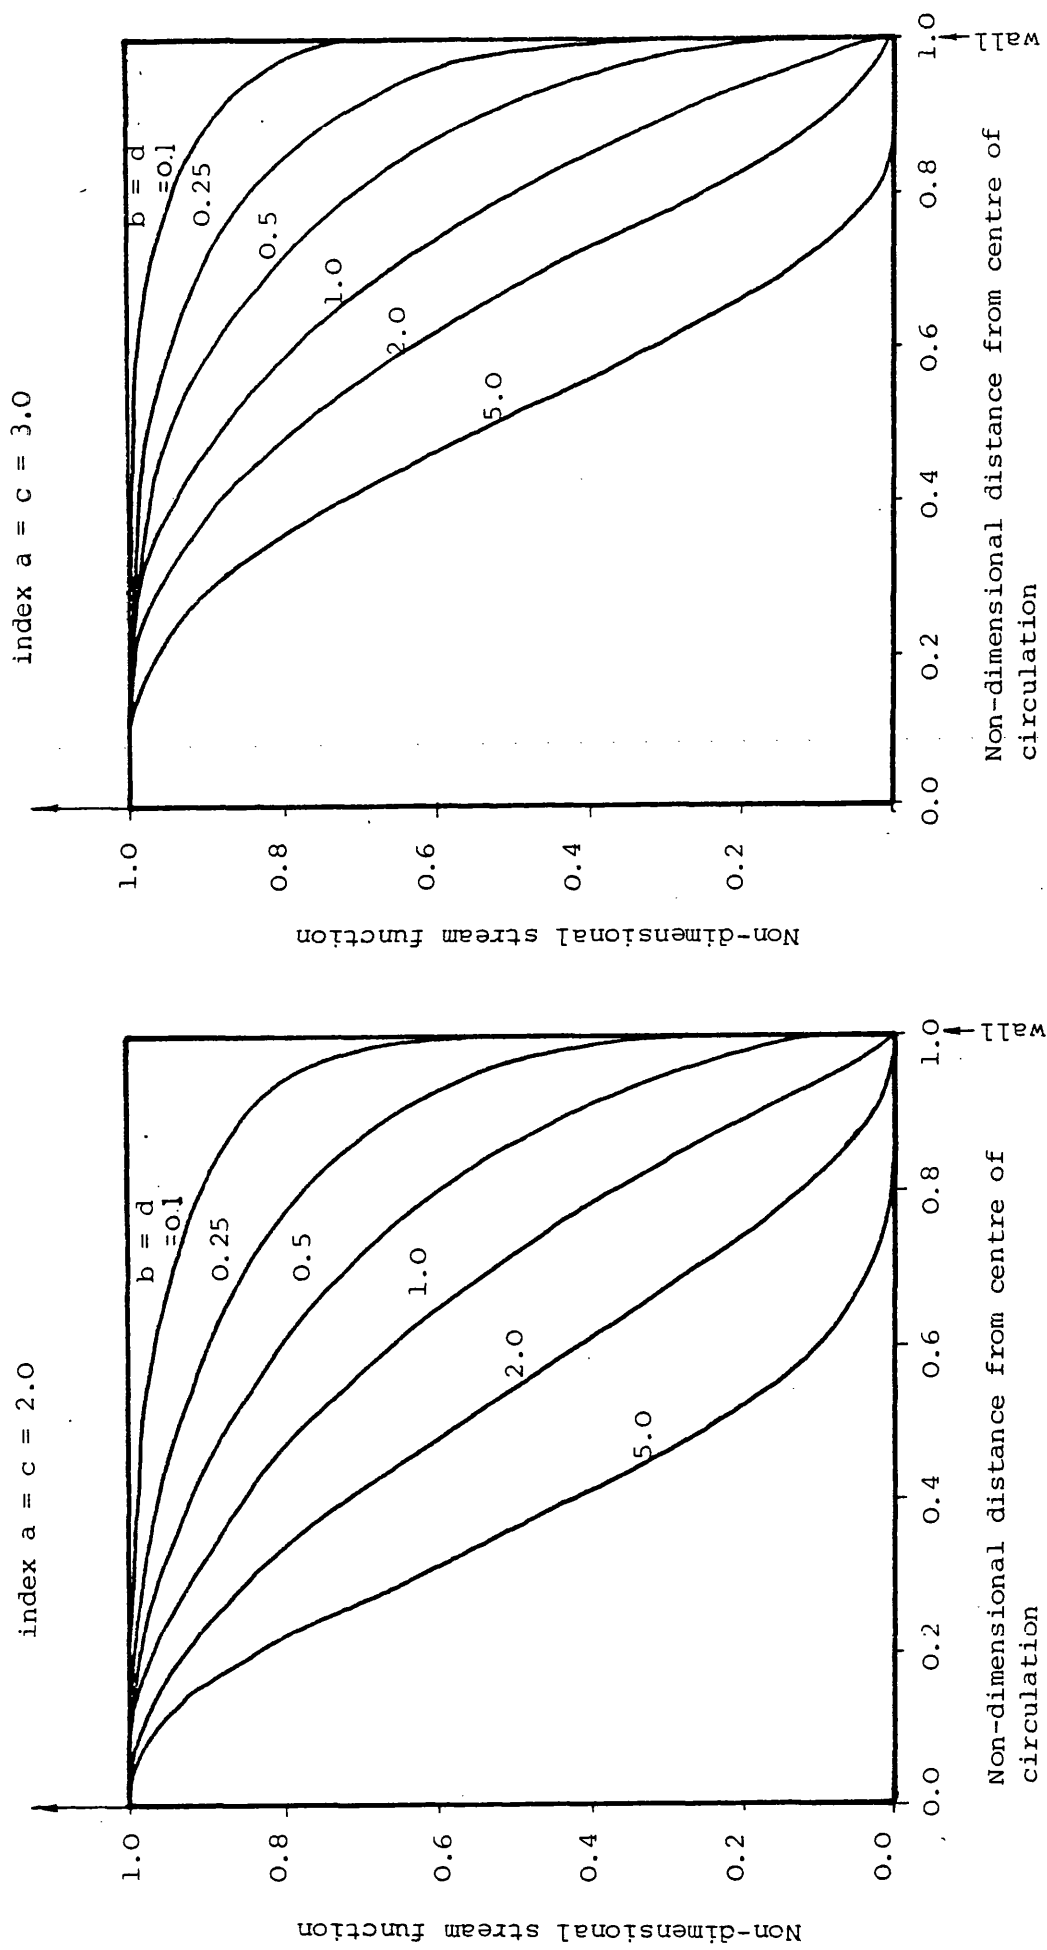 index a = c = 2.0
Non-dimensional stream function
1.0
0.8
0.6
0.4
0.2
0.0
b = d
=0.1
0.25
0.5
1.0
2.0
5.0
0.0
0.2
0.4
0.6
0.8
1.0
wall
Non-dimensional distance from centre of
circulation
index a = c = 3.0
Non-dimensional stream function
1.0
0.8
0.6
0.4
0.2
b = d
=0.1
0.25
0.5
1.0
2.0
5.0
0.0
0.2
0.4
0.6
0.8
1.0
wall
Non-dimensional distance from centre of
circulation